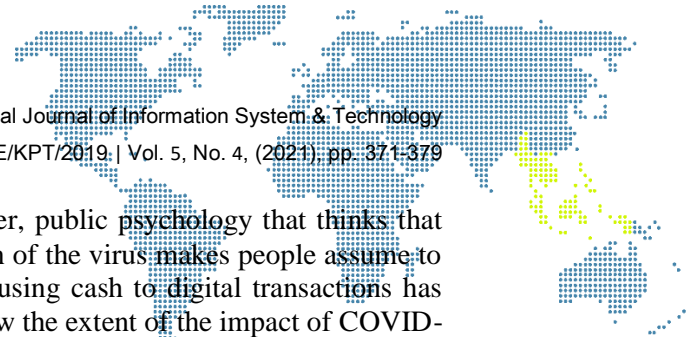 al Journal of Information System & Technology
E/KPT/2019 | Vol. 5, No. 4, (2021), pp. 371-379
er, public psychology that thinks that
of the virus makes people assume to
using cash to digital transactions has
the extent of the impact of COVID-